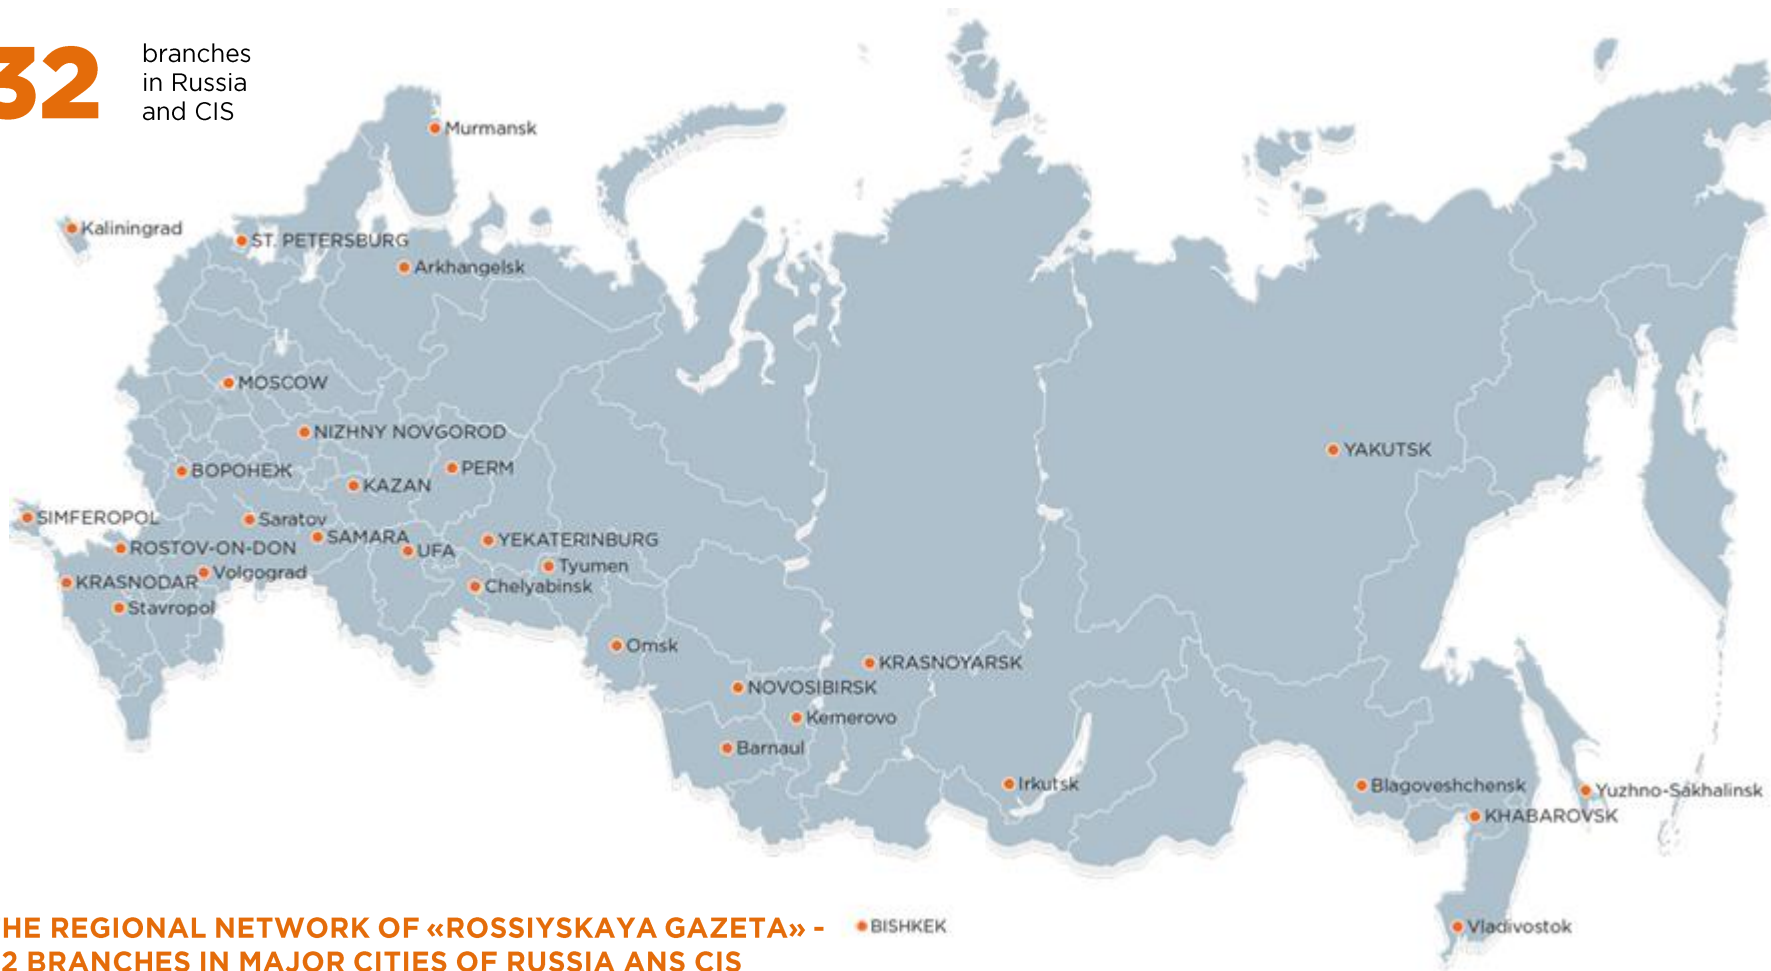 32
branches
in Russia
and CIS
Murmansk
Kaliningrad
ST. PETERSBURG
Arkhangelsk
MOSCOW
NIZHNY NOVGOROD
ВОРОНЕЖ
PERM
KAZAN
YAKUTSK
SIMFEROPOL
Saratov
SAMARA
ROSTOV-ON-DON
UFA
YEKATERINBURG
Volgograd
Tyumen
KRASNODAR
Chelyabinsk
Stavropol
Omsk
KRASNOYARSK
NOVOSIBIRSK
Kemerovo
Barnaul
Irkutsk
Blagoveshchensk
Yuzhno-Sakhalinsk
KHABAROVSK
HE REGIONAL NETWORK OF «ROSSIYSKAYA GAZETA» -
2 BRANCHES IN MAJOR CITIES OF RUSSIA ANS CIS
BISHKEK
Vladivostok